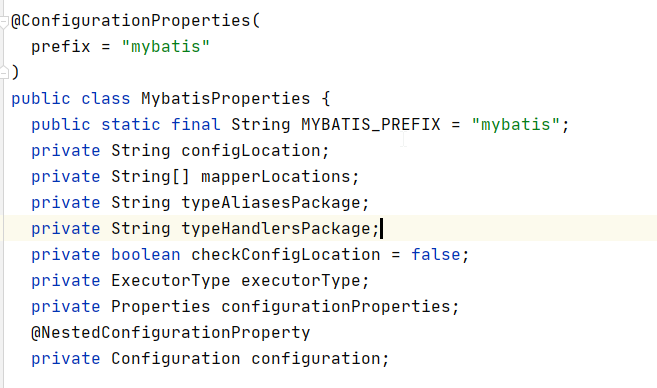 @ConfigurationProperties(
  prefix = "mybatis"
)
public class MybatisProperties {
  public static final String MYBATIS_PREFIX = "mybatis";
  private String configLocation;
  private String[] mapperLocations;
  private String typeAliasesPackage;
  private String typeHandlersPackage;
  private boolean checkConfigLocation = false;
  private ExecutorType executorType;
  private Properties configurationProperties;
  @NestedConfigurationProperty
  private Configuration configuration;